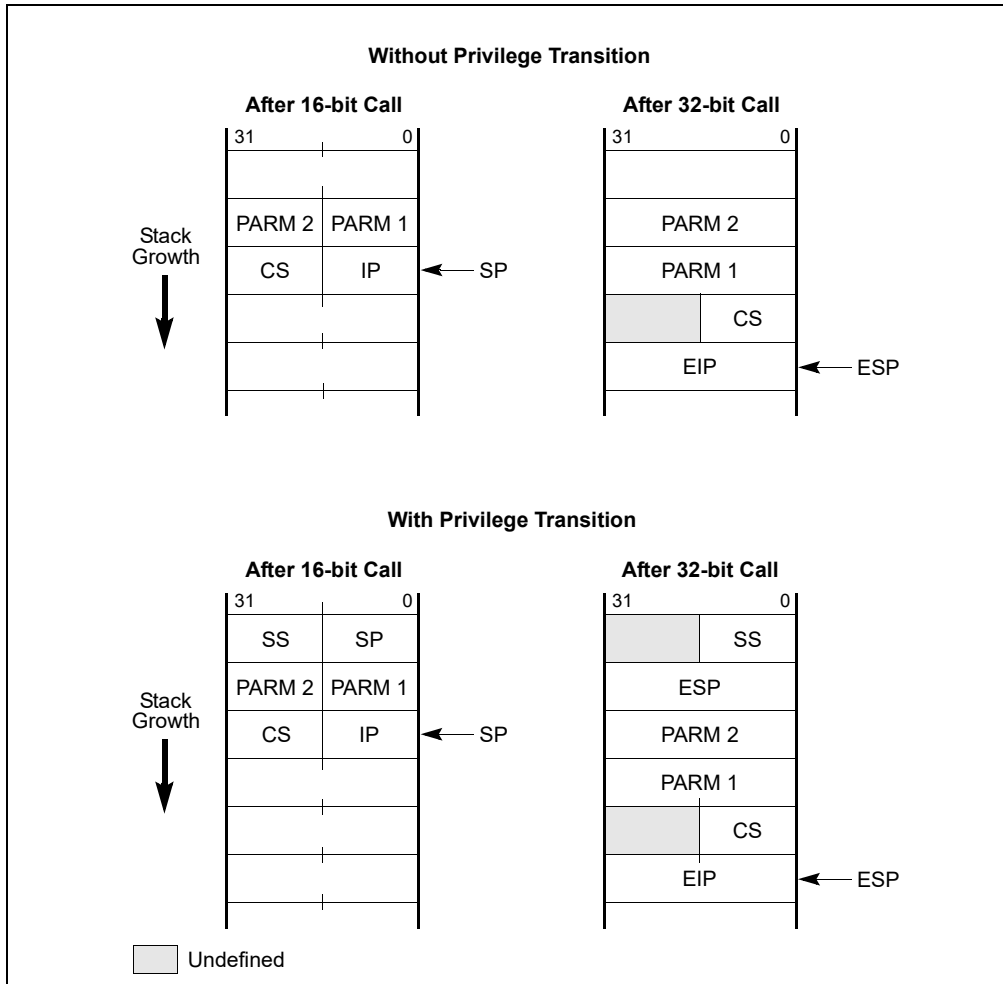 Without Privilege Transition
After 16-bit Call
After 32-bit Call
31 0
31 0
PARM 2 PARM 1
PARM 2
Stack
Growth
CS IP
SP
PARM 1
CS
EIP
ESP
With Privilege Transition
After 16-bit Call
After 32-bit Call
31 0
31 0
SS SP
SS
Stack
Growth
PARM 2 PARM 1
ESP
CS IP
SP
PARM 2
PARM 1
CS
EIP
ESP
Undefined